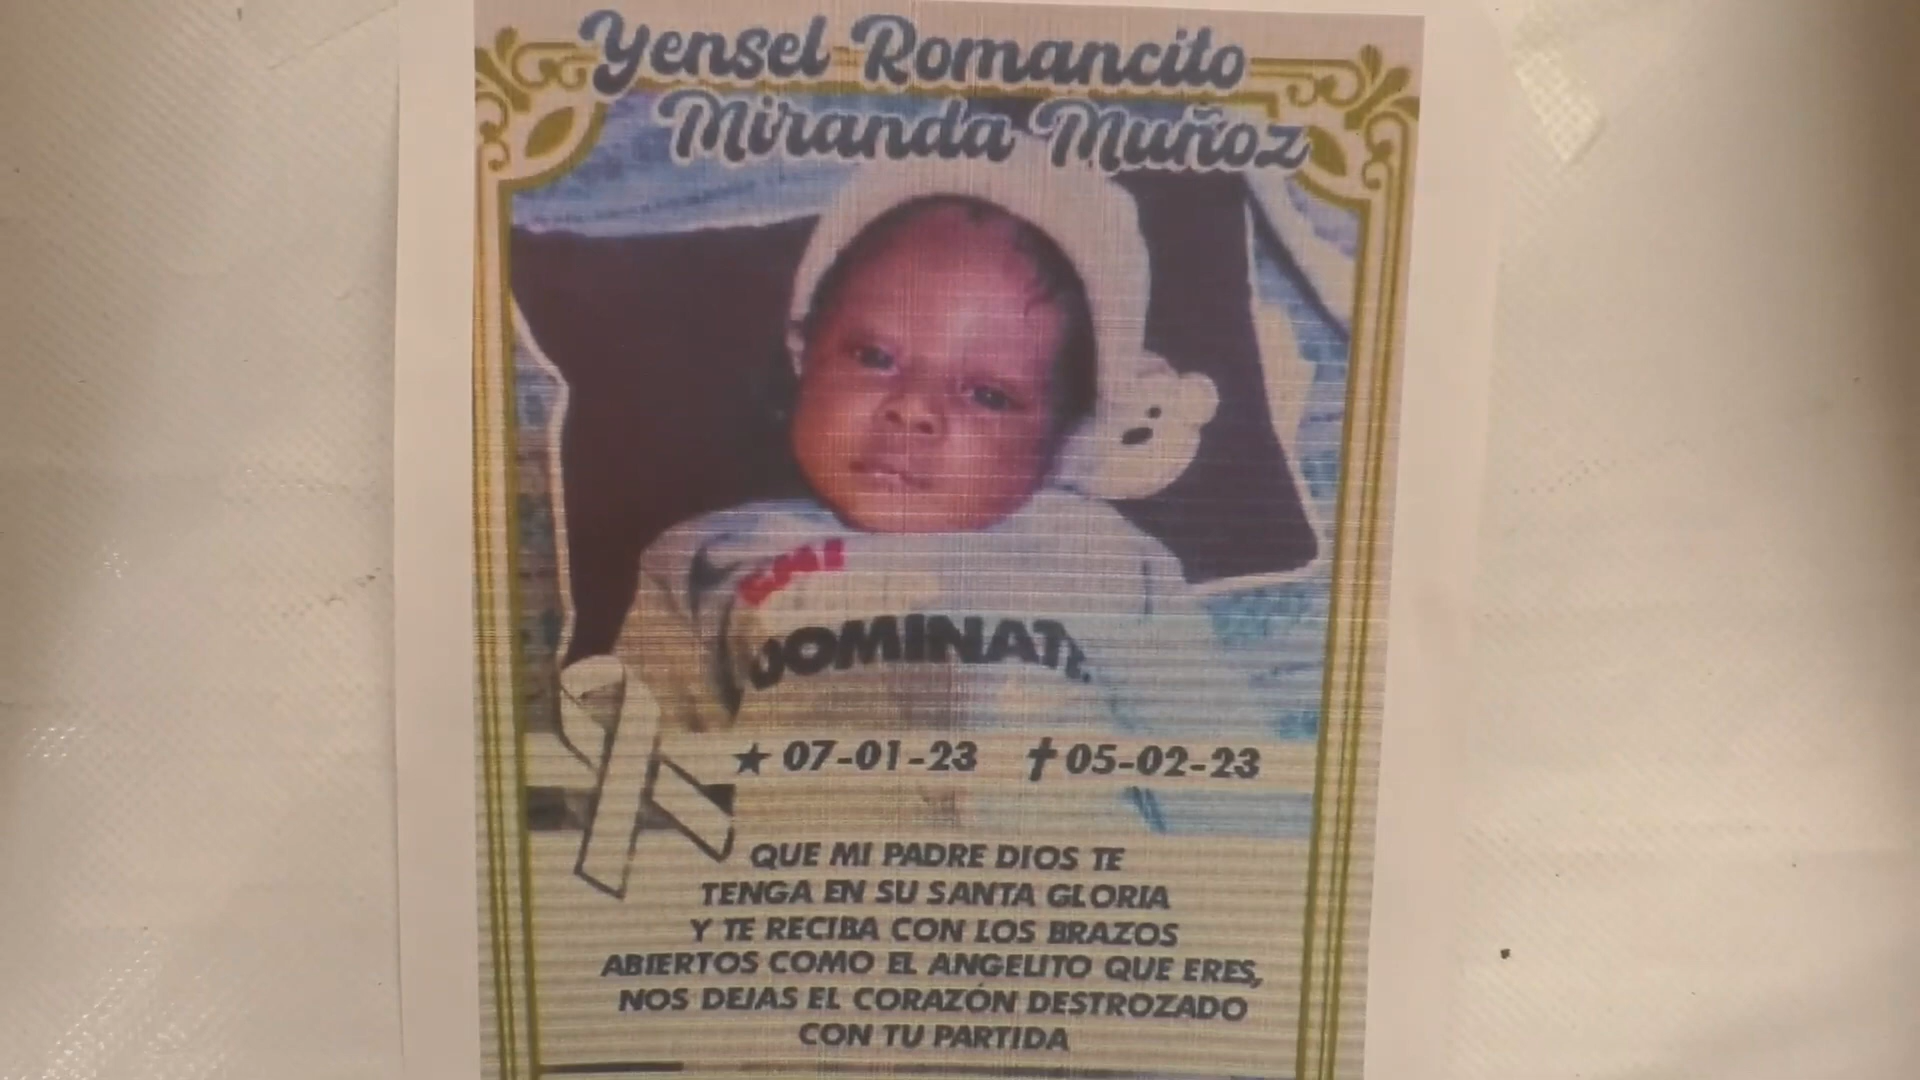 Yensel Romancito
Miranda Muñoz
DOMINAT
★ 07-01-23 ✝ 05-02-23
QUE MI PADRE DIOS TE
TENGA EN SU SANTA GLORIA
Y TE RECIBA CON LOS BRAZOS
ABIERTOS COMO EL ANGELITO QUE ERES,
NOS DEJAS EL CORAZÓN DESTROZADO
CON TU PARTIDA